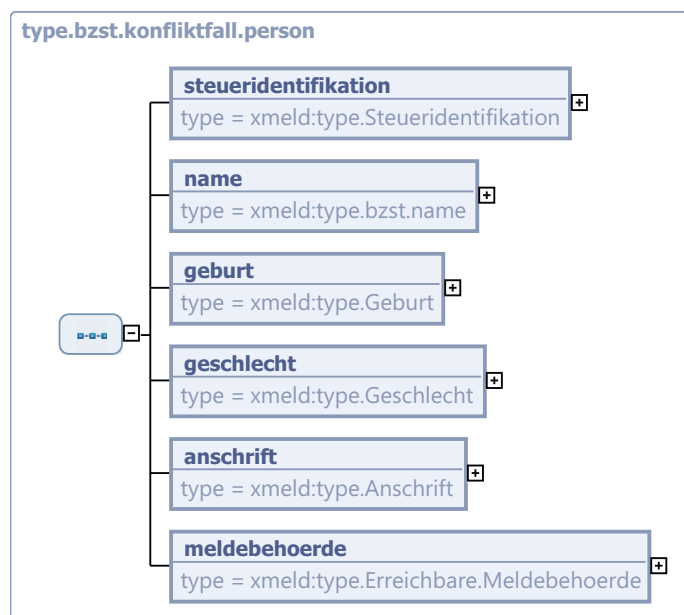 type.bzst.konfliktfall.person
steueridentifikation
type = xmeld:type.Steueridentifikation
name
type = xmeld:type.bzst.name
geburt
type = xmeld:type.Geburt
geschlecht
type = xmeld:type.Geschlecht
anschrift
type = xmeld:type.Anschrift
meldebehoerde
type = xmeld:type.Erreichbare.Meldebehoerde